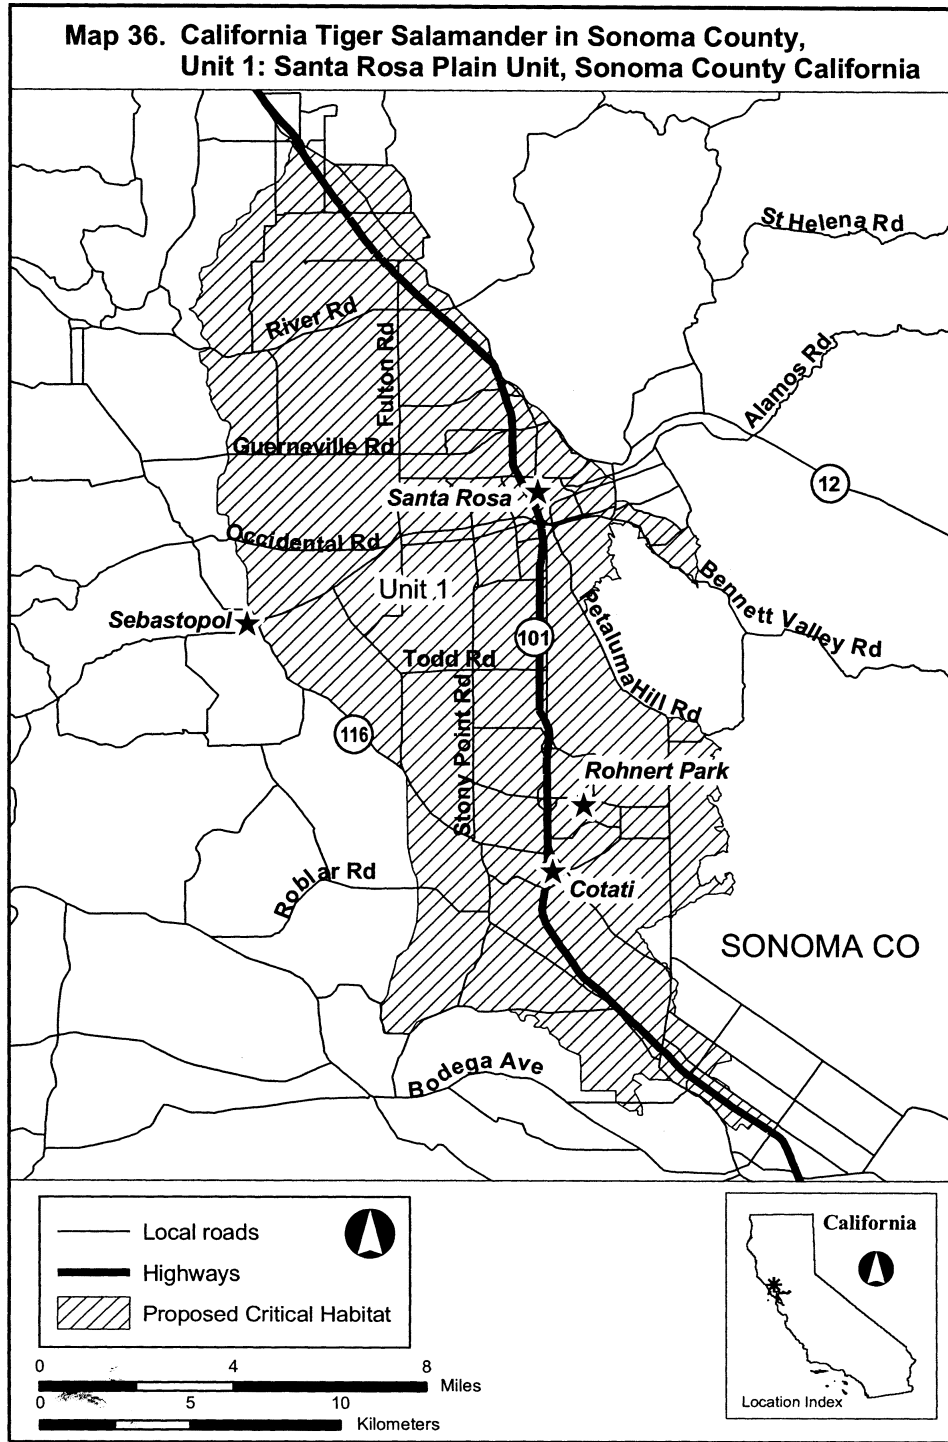 Map 36. California Tiger Salamander in Sonoma County,
Unit 1: Santa Rosa Plain Unit, Sonoma County California
St Helena Rd
River Rd
Fulton Rd
Alamos Rd
Guerneville Rd
12
Santa Rosa
Occidental Rd
Unit 1
Bennett Valley Rd
Sebastopol
Petaluma Hill Rd
101
Todd Rd
116
Stony Point Rd
Rohnert Park
Roblar Rd
Cotati
SONOMA CO
Bodega Ave
Local roads
Highways
Proposed Critical Habitat
0 4 8
Miles
0 5 10
Kilometers
California
Location Index